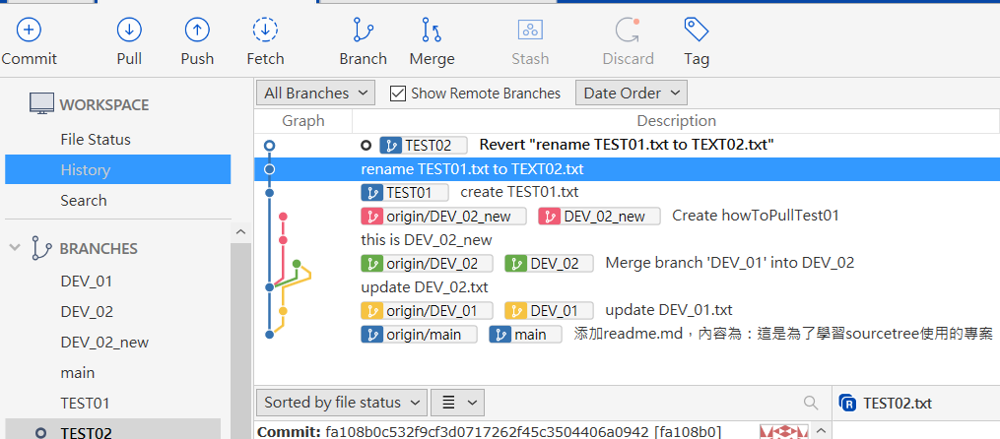 Commit Pull Push Fetch Branch Merge Stash Discard Tag
WORKSPACE
File Status
History
Search
BRANCHES
DEV_01
DEV_02
DEV_02_new
main
TEST01
TEST02
All Branches Show Remote Branches Date Order
Graph Description
TEST02 Revert "rename TEST01.txt to TEXT02.txt"
rename TEST01.txt to TEXT02.txt
TEST01 create TEST01.txt
origin/DEV_02_new DEV_02_new Create howToPullTest01
this is DEV_02_new
origin/DEV_02 DEV_02 Merge branch 'DEV_01' into DEV_02
update DEV_02.txt
origin/DEV_01 DEV_01 update DEV_01.txt
origin/main main 添加readme.md，內容為：這是為了學習sourcetree使用的專案
Sorted by file status
R TEST02.txt
Commit: fa108b0c532f9cf3d0717262f45c3504406a0942 [fa108b0]